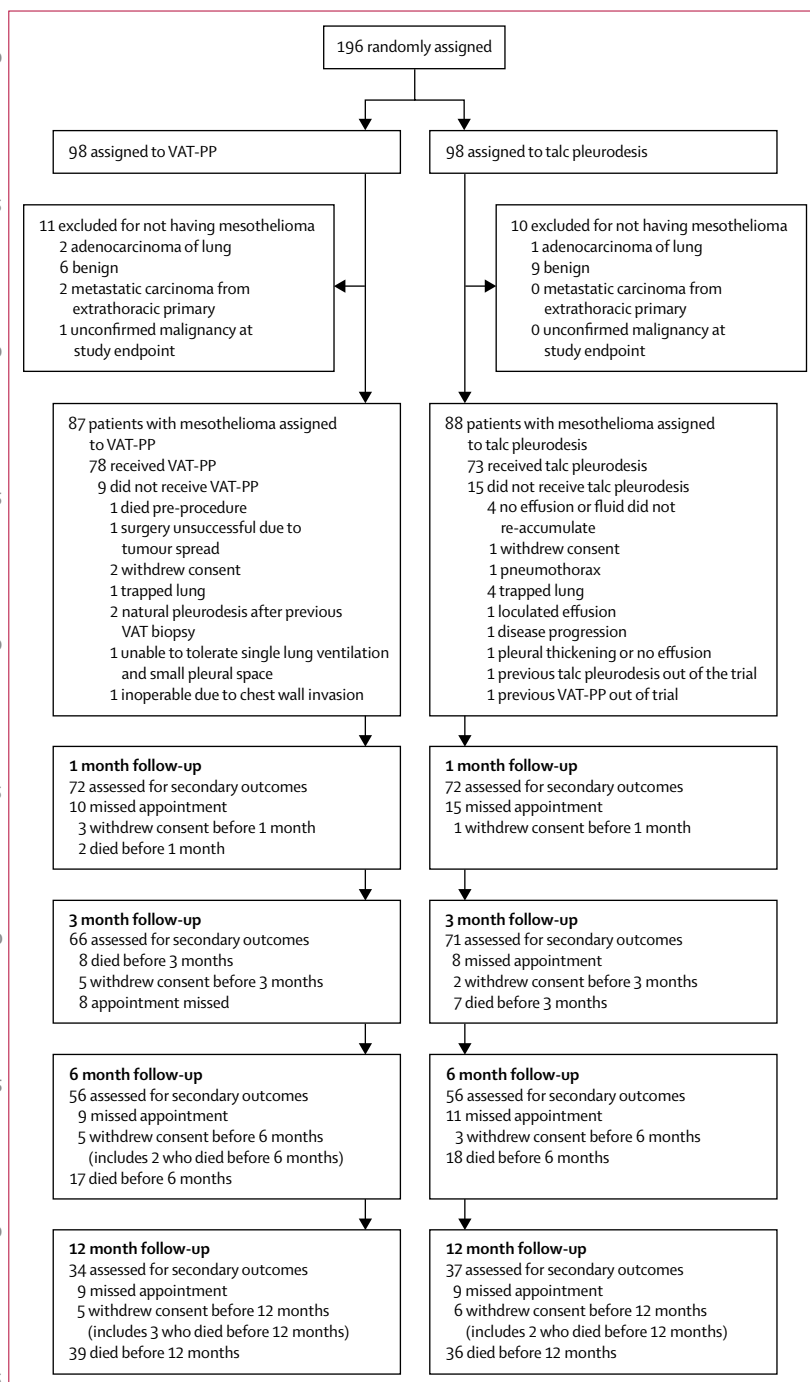 196 randomly assigned
98 assigned to VAT-PP
98 assigned to talc pleurodesis
11 excluded for not having mesothelioma
2 adenocarcinoma of lung
6 benign
2 metastatic carcinoma from
extrathoracic primary
1 unconfirmed malignancy at
study endpoint
10 excluded for not having mesothelioma
1 adenocarcinoma of lung
9 benign
0 metastatic carcinoma from
extrathoracic primary
0 unconfirmed malignancy at
study endpoint
87 patients with mesothelioma assigned
to VAT-PP
78 received VAT-PP
9 did not receive VAT-PP
1 died pre-procedure
1 surgery unsuccessful due to
tumour spread
2 withdrew consent
1 trapped lung
2 natural pleurodesis after previous
VAT biopsy
1 unable to tolerate single lung ventilation
and small pleural space
1 inoperable due to chest wall invasion
88 patients with mesothelioma assigned
to talc pleurodesis
73 received talc pleurodesis
15 did not receive talc pleurodesis
4 no effusion or fluid did not
re-accumulate
1 withdrew consent
1 pneumothorax
4 trapped lung
1 loculated effusion
1 disease progression
1 pleural thickening or no effusion
1 previous talc pleurodesis out of the trial
1 previous VAT-PP out of trial
1 month follow-up
72 assessed for secondary outcomes
10 missed appointment
3 withdrew consent before 1 month
2 died before 1 month
1 month follow-up
72 assessed for secondary outcomes
15 missed appointment
1 withdrew consent before 1 month
3 month follow-up
66 assessed for secondary outcomes
8 died before 3 months
5 withdrew consent before 3 months
8 appointment missed
3 month follow-up
71 assessed for secondary outcomes
8 missed appointment
2 withdrew consent before 3 months
7 died before 3 months
6 month follow-up
56 assessed for secondary outcomes
9 missed appointment
5 withdrew consent before 6 months
(includes 2 who died before 6 months)
17 died before 6 months
6 month follow-up
56 assessed for secondary outcomes
11 missed appointment
3 withdrew consent before 6 months
18 died before 6 months
12 month follow-up
34 assessed for secondary outcomes
9 missed appointment
5 withdrew consent before 12 months
(includes 3 who died before 12 months)
39 died before 12 months
12 month follow-up
37 assessed for secondary outcomes
9 missed appointment
6 withdrew consent before 12 months
(includes 2 who died before 12 months)
36 died before 12 months